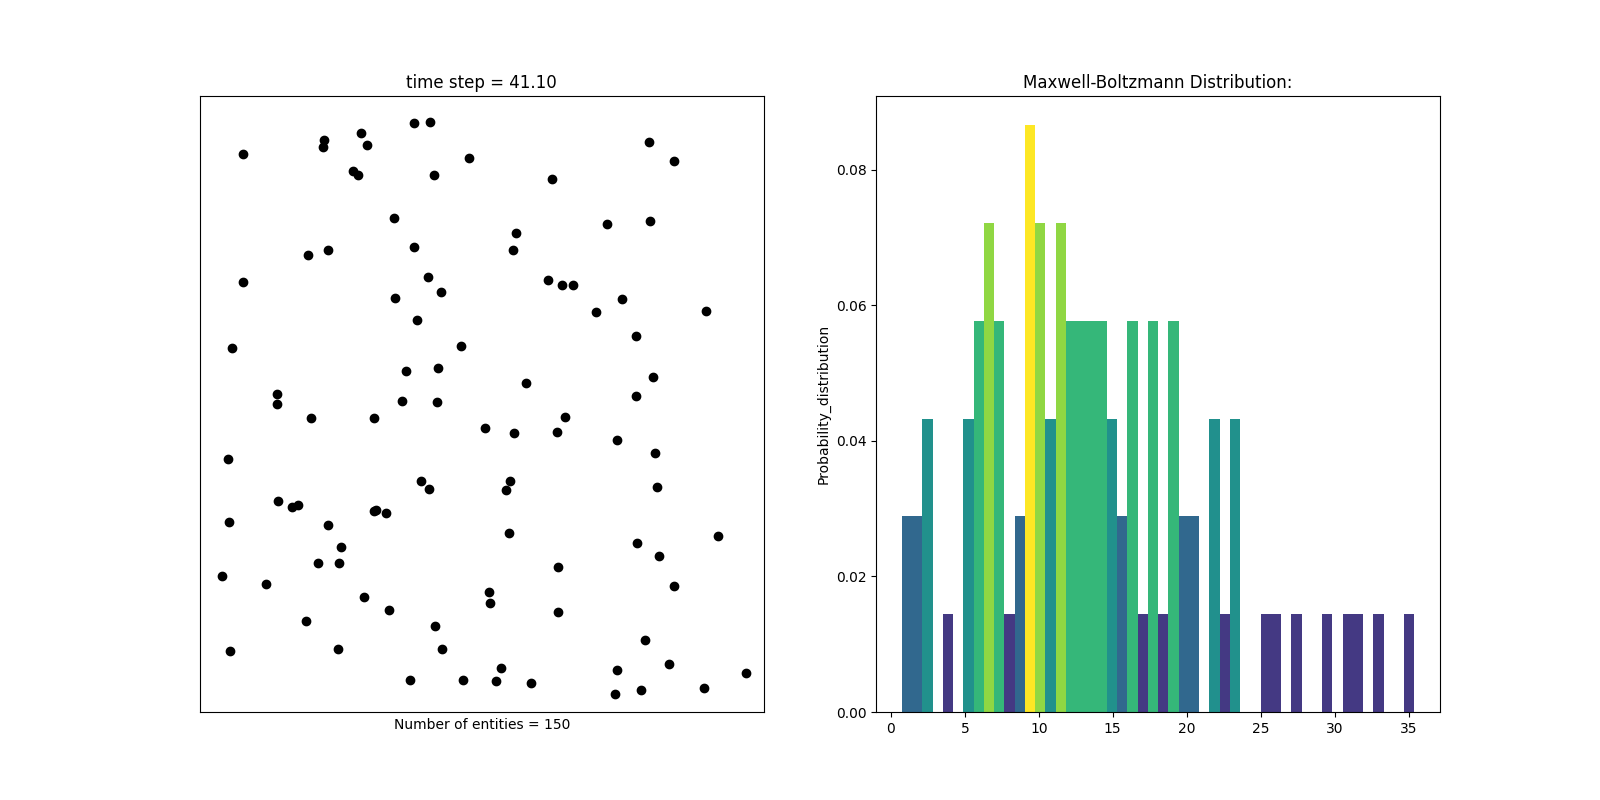 time step = 41.10
Number of entities = 150
Maxwell-Boltzmann Distribution:
Probability_distribution
0.08
0.06
0.04
0.02
0.00
0 5 10 15 20 25 30 35